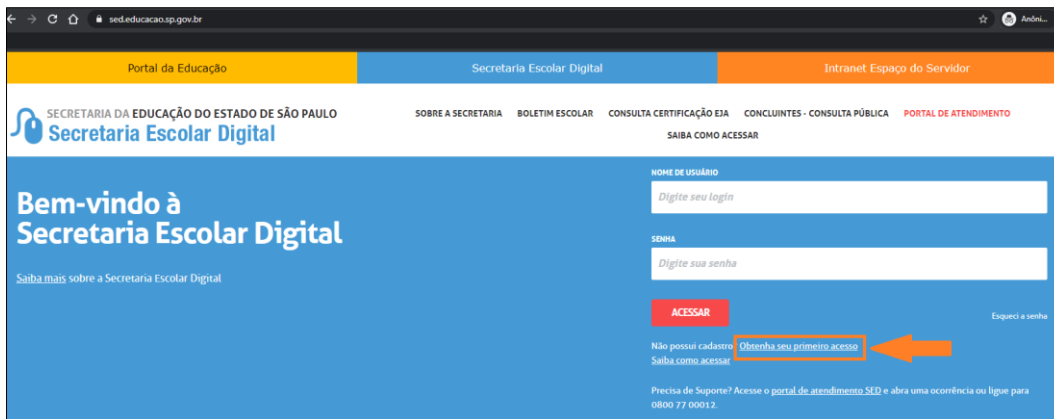 sed.educacao.sp.gov.br
Anôni...
Portal da Educação
Secretaria Escolar Digital
Intranet Espaço do Servidor
SECRETARIA DA EDUCAÇÃO DO ESTADO DE SÃO PAULO
Secretaria Escolar Digital
SOBRE A SECRETARIA
BOLETIM ESCOLAR
CONSULTA CERTIFICAÇÃO EJA
CONCLUINTES - CONSULTA PÚBLICA
PORTAL DE ATENDIMENTO
SAIBA COMO ACESSAR
Bem-vindo à
Secretaria Escolar Digital
Saiba mais sobre a Secretaria Escolar Digital
NOME DE USUÁRIO
Digite seu login
SENHA
Digite sua senha
ACESSAR
Esqueci a senha
Não possui cadastro Obtenha seu primeiro acesso
Saiba como acessar
Precisa de Suporte? Acesse o portal de atendimento SED e abra uma ocorrência ou ligue para
0800 77 00012.